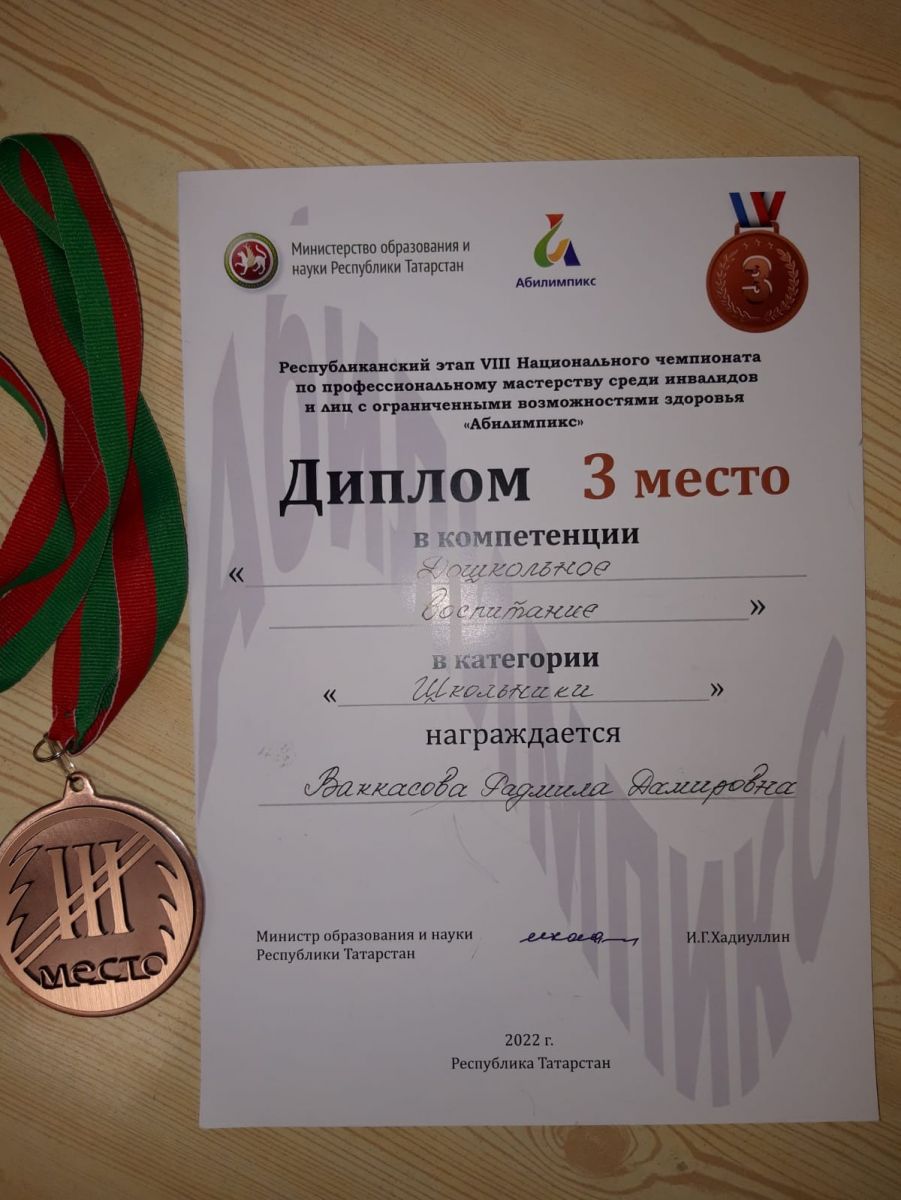 Министерство образования и
науки Республики Татарстан
Абилимпикс
3
Республиканский этап VIII Национального чемпионата
по профессиональному мастерству среди инвалидов
и лиц с ограниченными возможностями здоровья
«Абилимпикс»
Диплом 3 место
в компетенции
« Дошкольное
воспитание »
в категории
« Школьники »
награждается
Ваккасова Радмила Дамировна
Министр образования и науки
Республики Татарстан
И.Г.Хадиуллин
2022 г.
Республика Татарстан
III
место
Абилимпикс